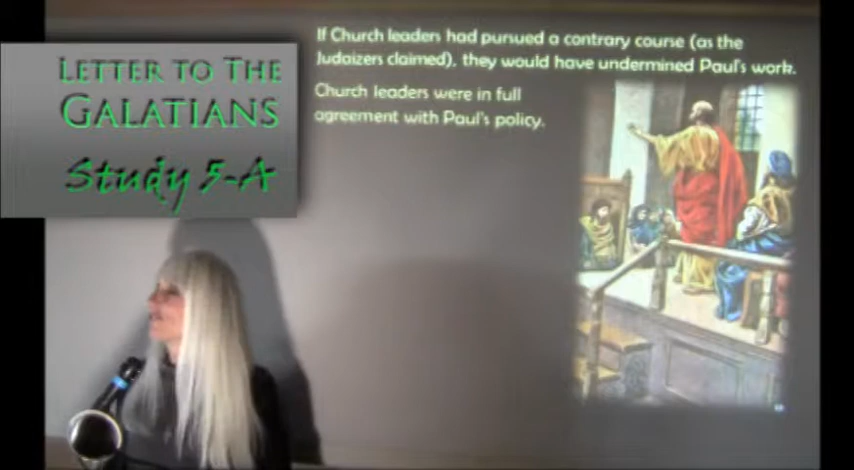 LETTER TO THE
GALATIANS
Study 5-A
If Church leaders had pursued a contrary course (as the
Judaizers claimed), they would have undermined Paul's work.
Church leaders were in full
agreement with Paul's policy.